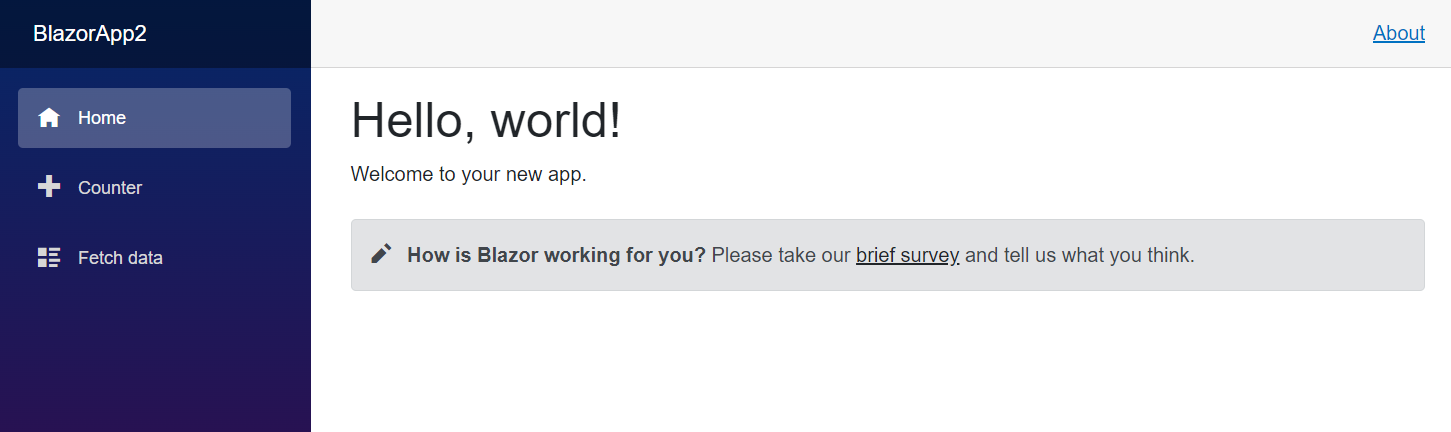 BlazorApp2
About
Home
Counter
Fetch data
Hello, world!
Welcome to your new app.
How is Blazor working for you? Please take our brief survey and tell us what you think.